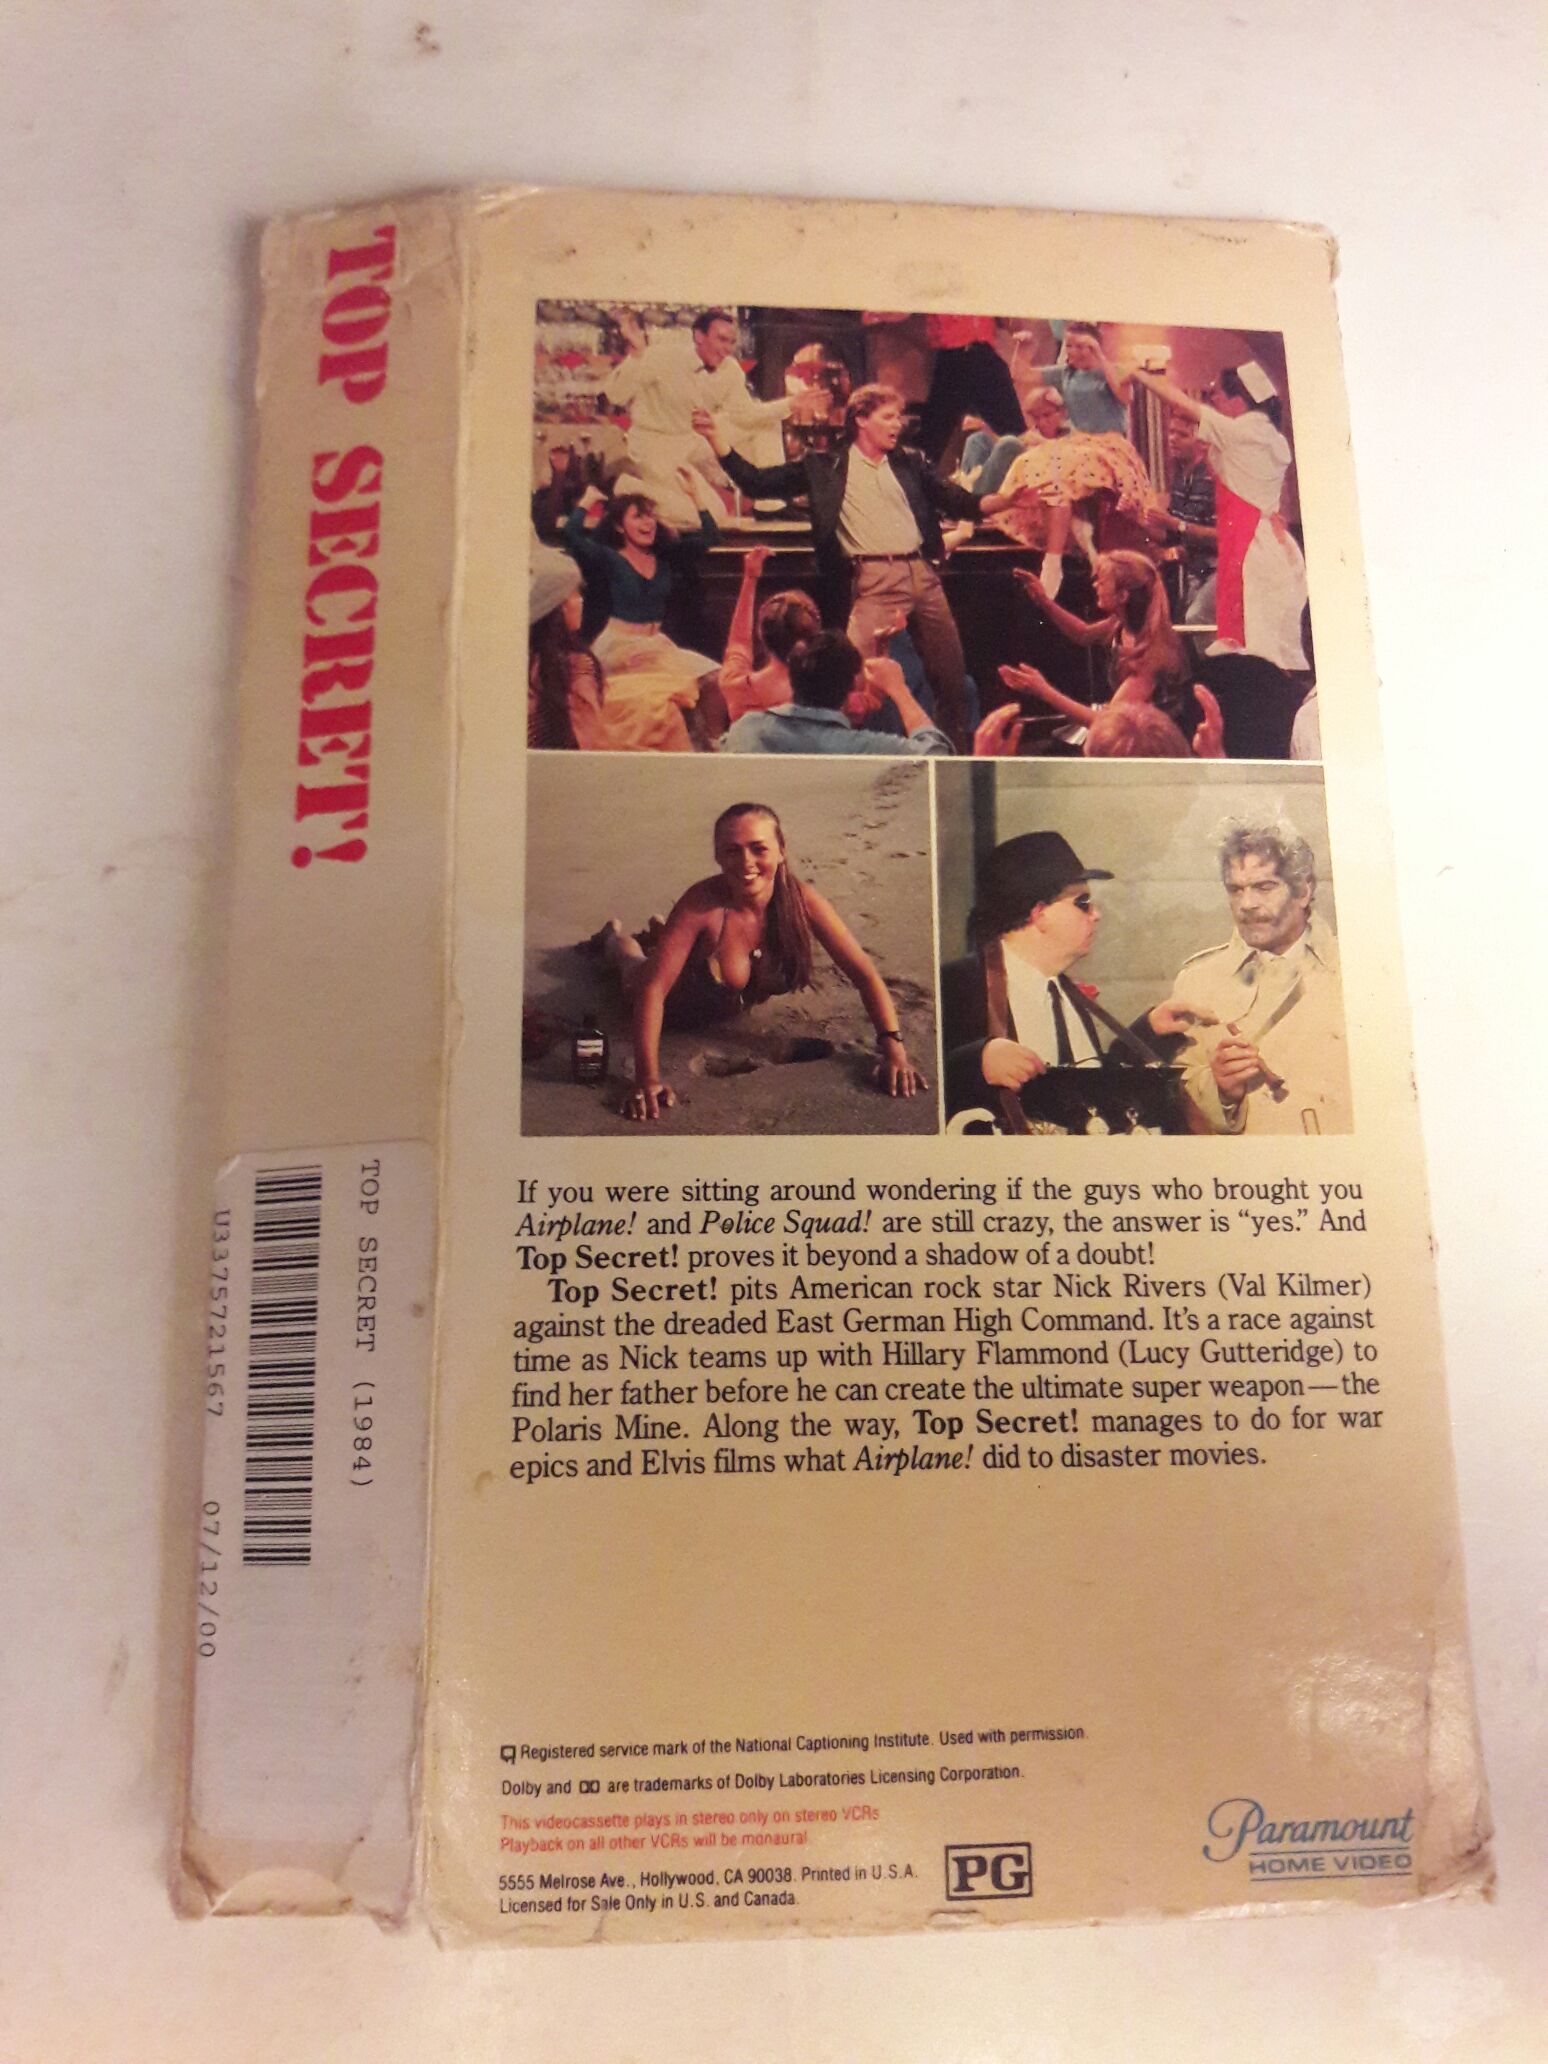 TOP SECRET!
TOP SECRET (1984)
U33757721567 07/12/00
If you were sitting around wondering if the guys who brought you
Airplane! and Police Squad! are still crazy, the answer is “yes.” And
Top Secret! proves it beyond a shadow of a doubt!
Top Secret! pits American rock star Nick Rivers (Val Kilmer)
against the dreaded East German High Command. It's a race against
time as Nick teams up with Hillary Flammond (Lucy Gutteridge) to
find her father before he can create the ultimate super weapon—the
Polaris Mine. Along the way, Top Secret! manages to do for war
epics and Elvis films what Airplane! did to disaster movies.
Registered service mark of the National Captioning Institute. Used with permission.
Dolby and are trademarks of Dolby Laboratories Licensing Corporation.
This videocassette plays in stereo only on stereo VCRs
Playback on all other VCRs will be monaural
5555 Melrose Ave., Hollywood, CA 90038. Printed in U.S.A.
Licensed for Sale Only in U.S. and Canada.
PG
Paramount
HOME VIDEO